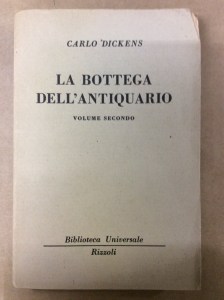 CARLO DICKENS
LA BOTTEGA
DELL'ANTIQUARIO
VOLUME SECONDO
Biblioteca Universale
Rizzoli